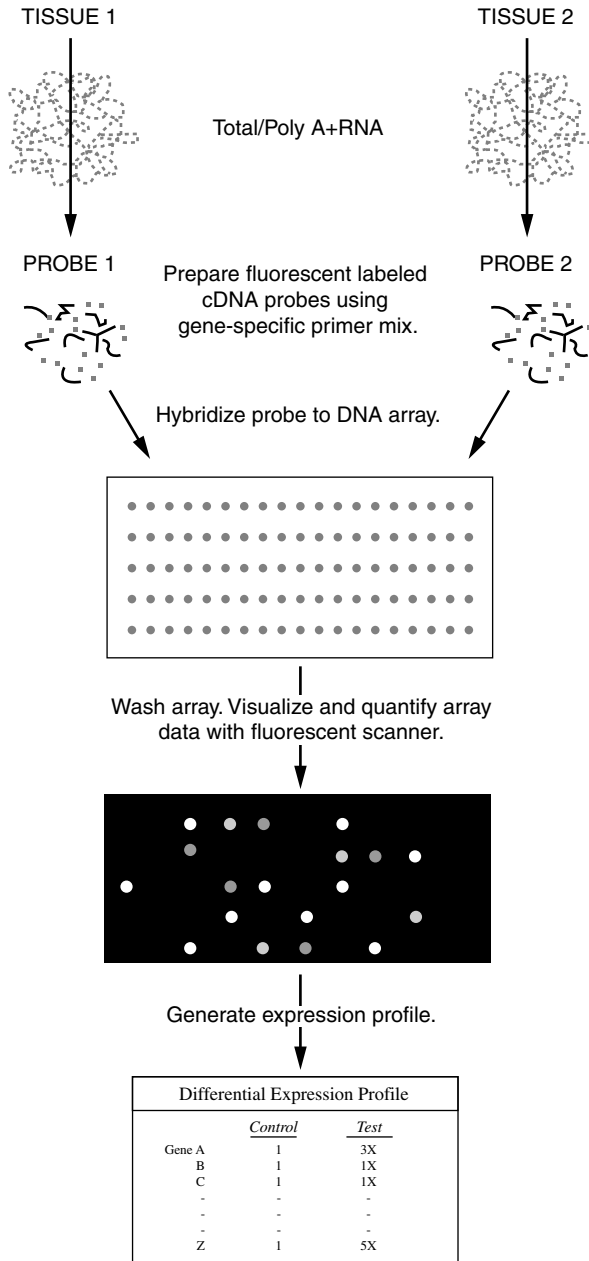 TISSUE 1
TISSUE 2
Total/Poly A+RNA
PROBE 1
PROBE 2
Prepare fluorescent labeled
cDNA probes using
gene-specific primer mix.
Hybridize probe to DNA array.
Wash array. Visualize and quantify array
data with fluorescent scanner.
Generate expression profile.
Differential Expression Profile
Control Test
Gene A 1 3X
B 1 1X
C 1 1X
- - -
- - -
- - -
Z 1 5X